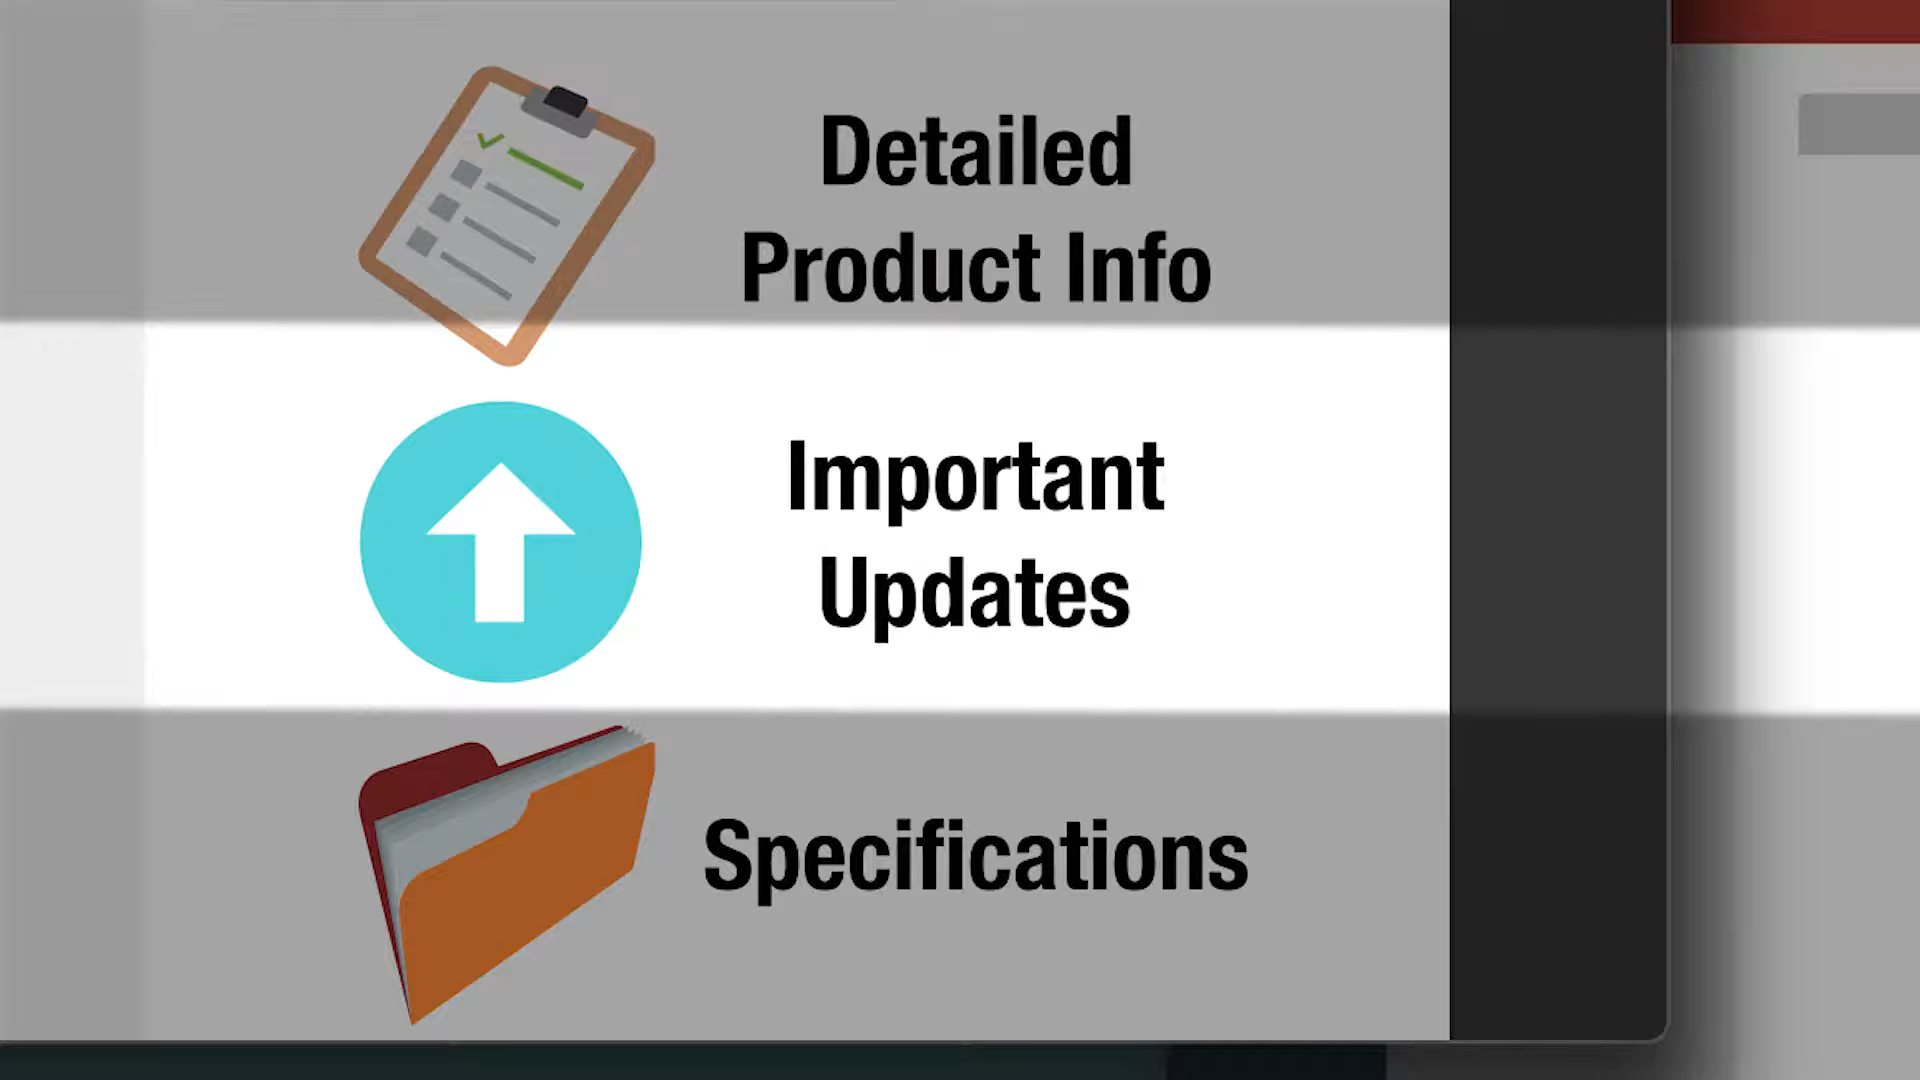 Detailed
Product Info
Important
Updates
Specifications